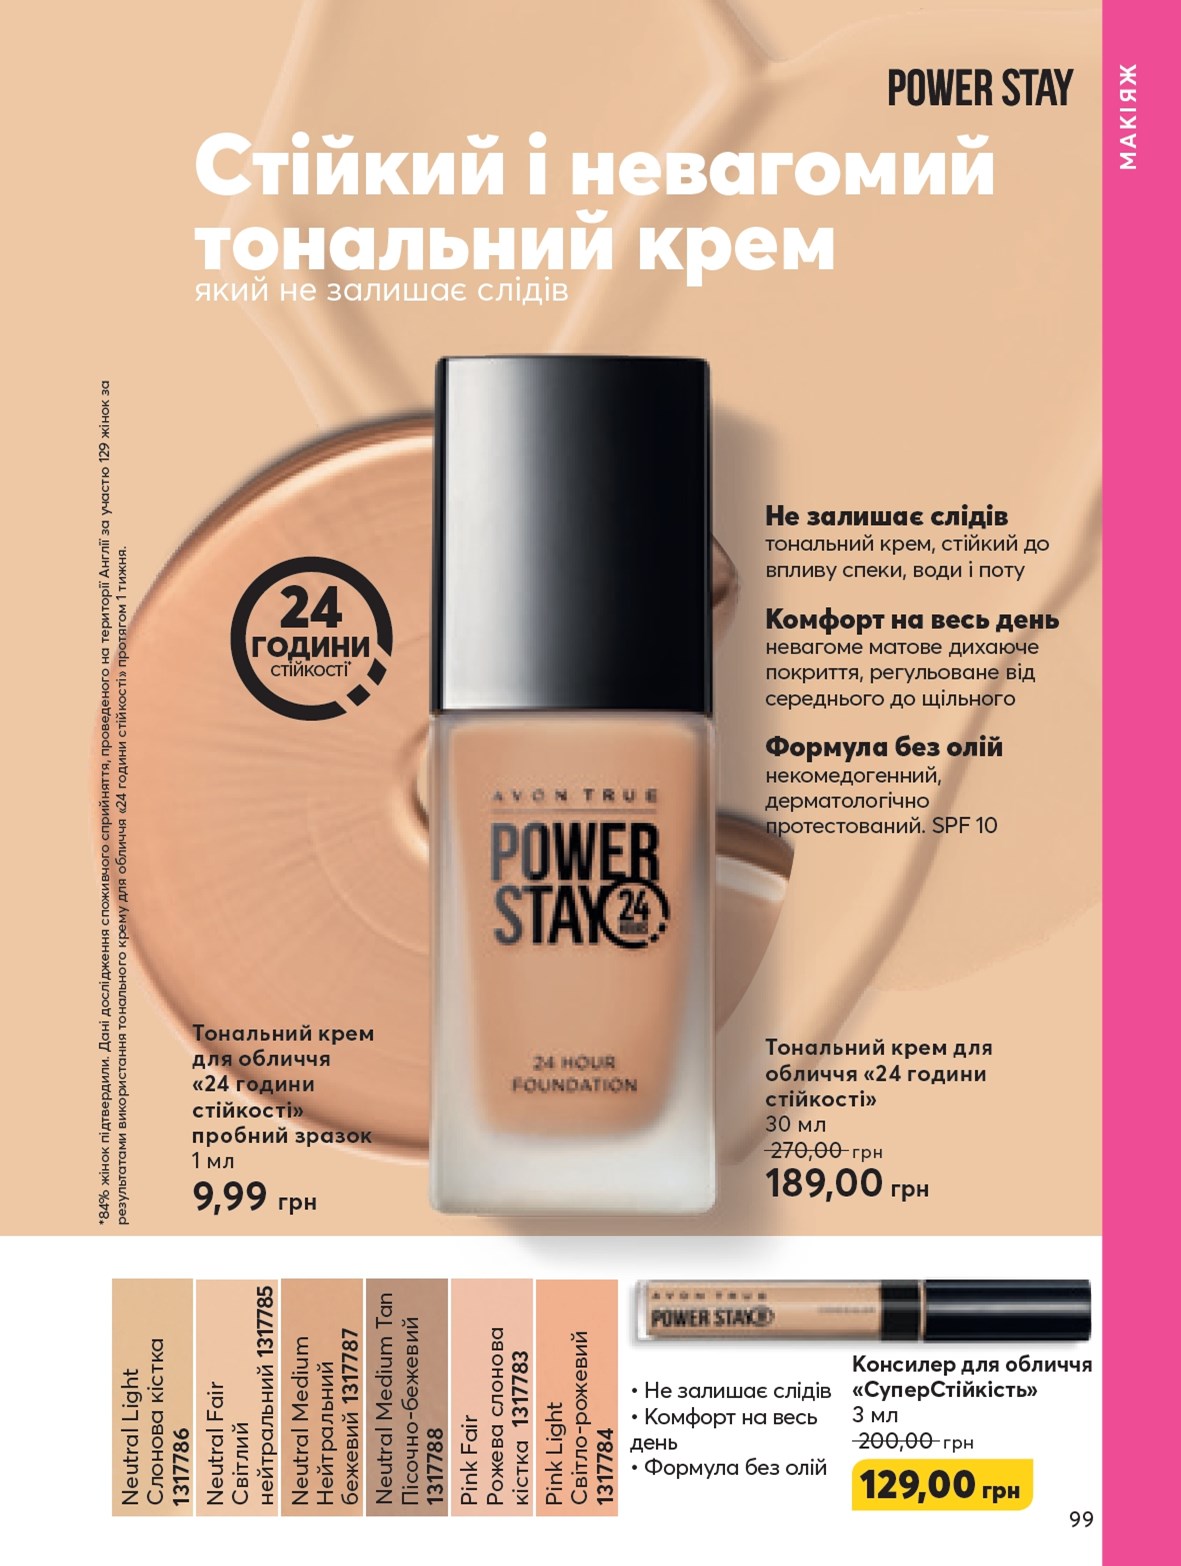 POWER STAY
МАКІЯЖ
Стійкий і невагомий
тональний крем
який не залишає слідів
*84% жінок підтвердили. Дані дослідження споживчого сприйняття, проведеного на території Англії за участю 129 жінок за
результатами використання тонального крему для обличчя «24 години стійкості» протягом 1 тижня.
24
ГОДИНИ
СТІЙКОСТІ*
Не залишає слідів
тональний крем, стійкий до
впливу спеки, води і поту
Комфорт на весь день
невагоме матове дихаюче
покриття, регульоване від
середнього до щільного
Формула без олій
некомедогенний,
дерматологічно
протестований. SPF 10
AVON TRUE
POWER
STAY 24
HOURS
24 HOUR
FOUNDATION
Тональний крем
для обличчя
«24 години
стійкості»
пробний зразок
1 мл
9,99 грн
Тональний крем для
обличчя «24 години
стійкості»
30 мл
270,00 грн
189,00 грн
Neutral Light
Слонова кістка
1317786
Neutral Fair
Світлий
нейтральний 1317785
Neutral Medium
Нейтральний
бежевий 1317787
Neutral Medium Tan
Пісочно-бежевий
1317788
Pink Fair
Рожева слонова
кістка 1317783
Pink Light
Світло-рожевий
1317784
AVON TRUE
POWER STAY
CONCEALER
• Не залишає слідів
• Комфорт на весь
день
• Формула без олій
Консилер для обличчя
«СуперСтійкість»
3 мл
200,00 грн
129,00 грн
99